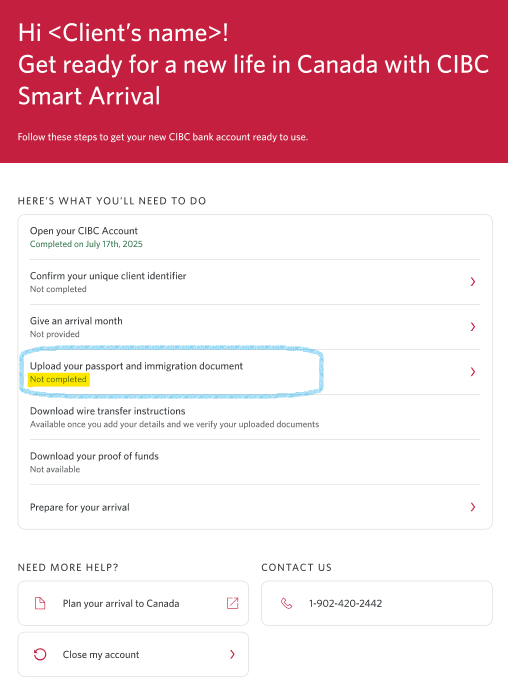 Hi <Client's name>!
Get ready for a new life in Canada with CIBC
Smart Arrival
Follow these steps to get your new CIBC bank account ready to use.
HERE'S WHAT YOU'LL NEED TO DO
Open your CIBC Account
Completed on July 17th, 2025
Confirm your unique client identifier
Not completed
Give an arrival month
Not provided
Upload your passport and immigration document
Not completed
Download wire transfer instructions
Available once you add your details and we verify your uploaded documents
Download your proof of funds
Not available
Prepare for your arrival
NEED MORE HELP?
Plan your arrival to Canada
Close my account
CONTACT US
1-902-420-2442